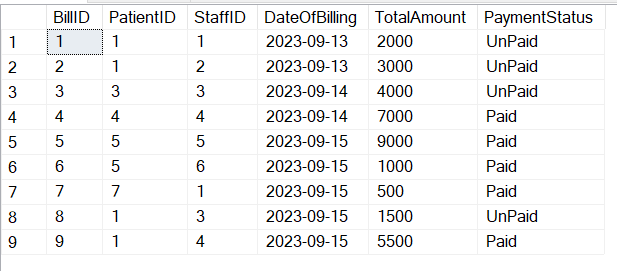 BillID PatientID StaffID DateOfBilling TotalAmount PaymentStatus
1 1 1 1 2023-09-13 2000 UnPaid
2 2 1 2 2023-09-13 3000 UnPaid
3 3 3 3 2023-09-14 4000 UnPaid
4 4 4 4 2023-09-14 7000 Paid
5 5 5 5 2023-09-15 9000 Paid
6 6 5 6 2023-09-15 1000 Paid
7 7 7 1 2023-09-15 500 Paid
8 8 1 3 2023-09-15 1500 UnPaid
9 9 1 4 2023-09-15 5500 Paid